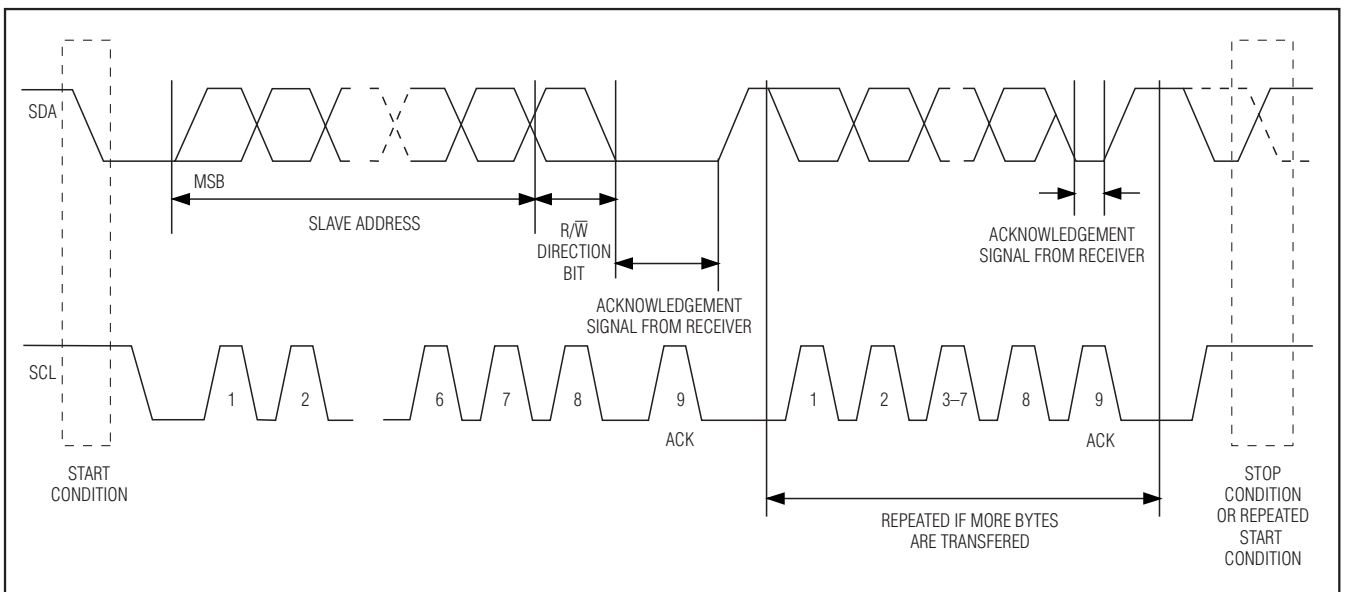 SDA
MSB
SLAVE ADDRESS
R/W̅
DIRECTION
BIT
ACKNOWLEDGEMENT
SIGNAL FROM RECEIVER
ACKNOWLEDGEMENT
SIGNAL FROM RECEIVER
SCL
1 2 6 7 8 9 1 2 3–7 8 9
ACK ACK
START
CONDITION
REPEATED IF MORE BYTES
ARE TRANSFERED
STOP
CONDITION
OR REPEATED
START
CONDITION